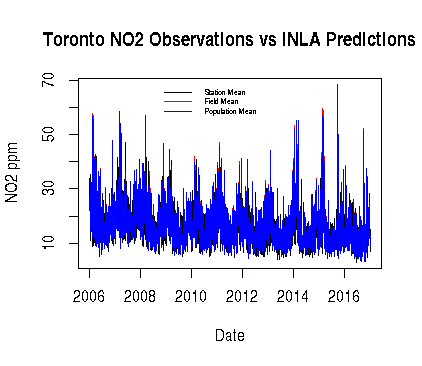 Toronto NO2 Observations vs INLA Predictions
Station Mean
Field Mean
Population Mean
NO2 ppm
70
50
30
10
2006 2008 2010 2012 2014 2016
Date